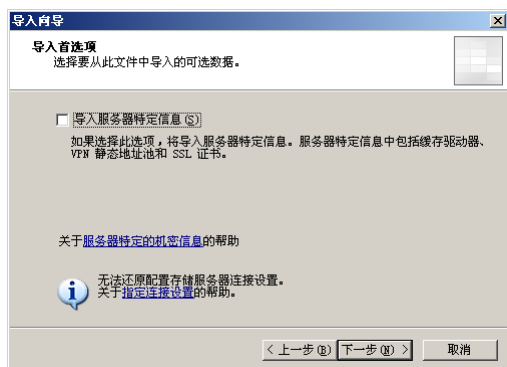 导入向导
导入首选项
选择要从此文件中导入的可选数据。
导入服务器特定信息(S)
如果选择此选项,将导入服务器特定信息。服务器特定信息中包括缓存驱动器、
VPN 静态地址池和 SSL 证书。
关于服务器特定的机密信息的帮助
无法还原配置存储服务器连接设置。
关于指定连接设置的帮助。
< 上一步(B) 下一步(N) > 取消